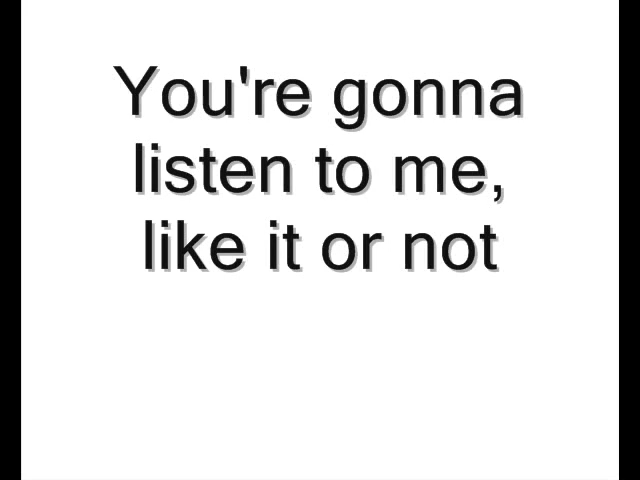 You're gonna
listen to me,
like it or not